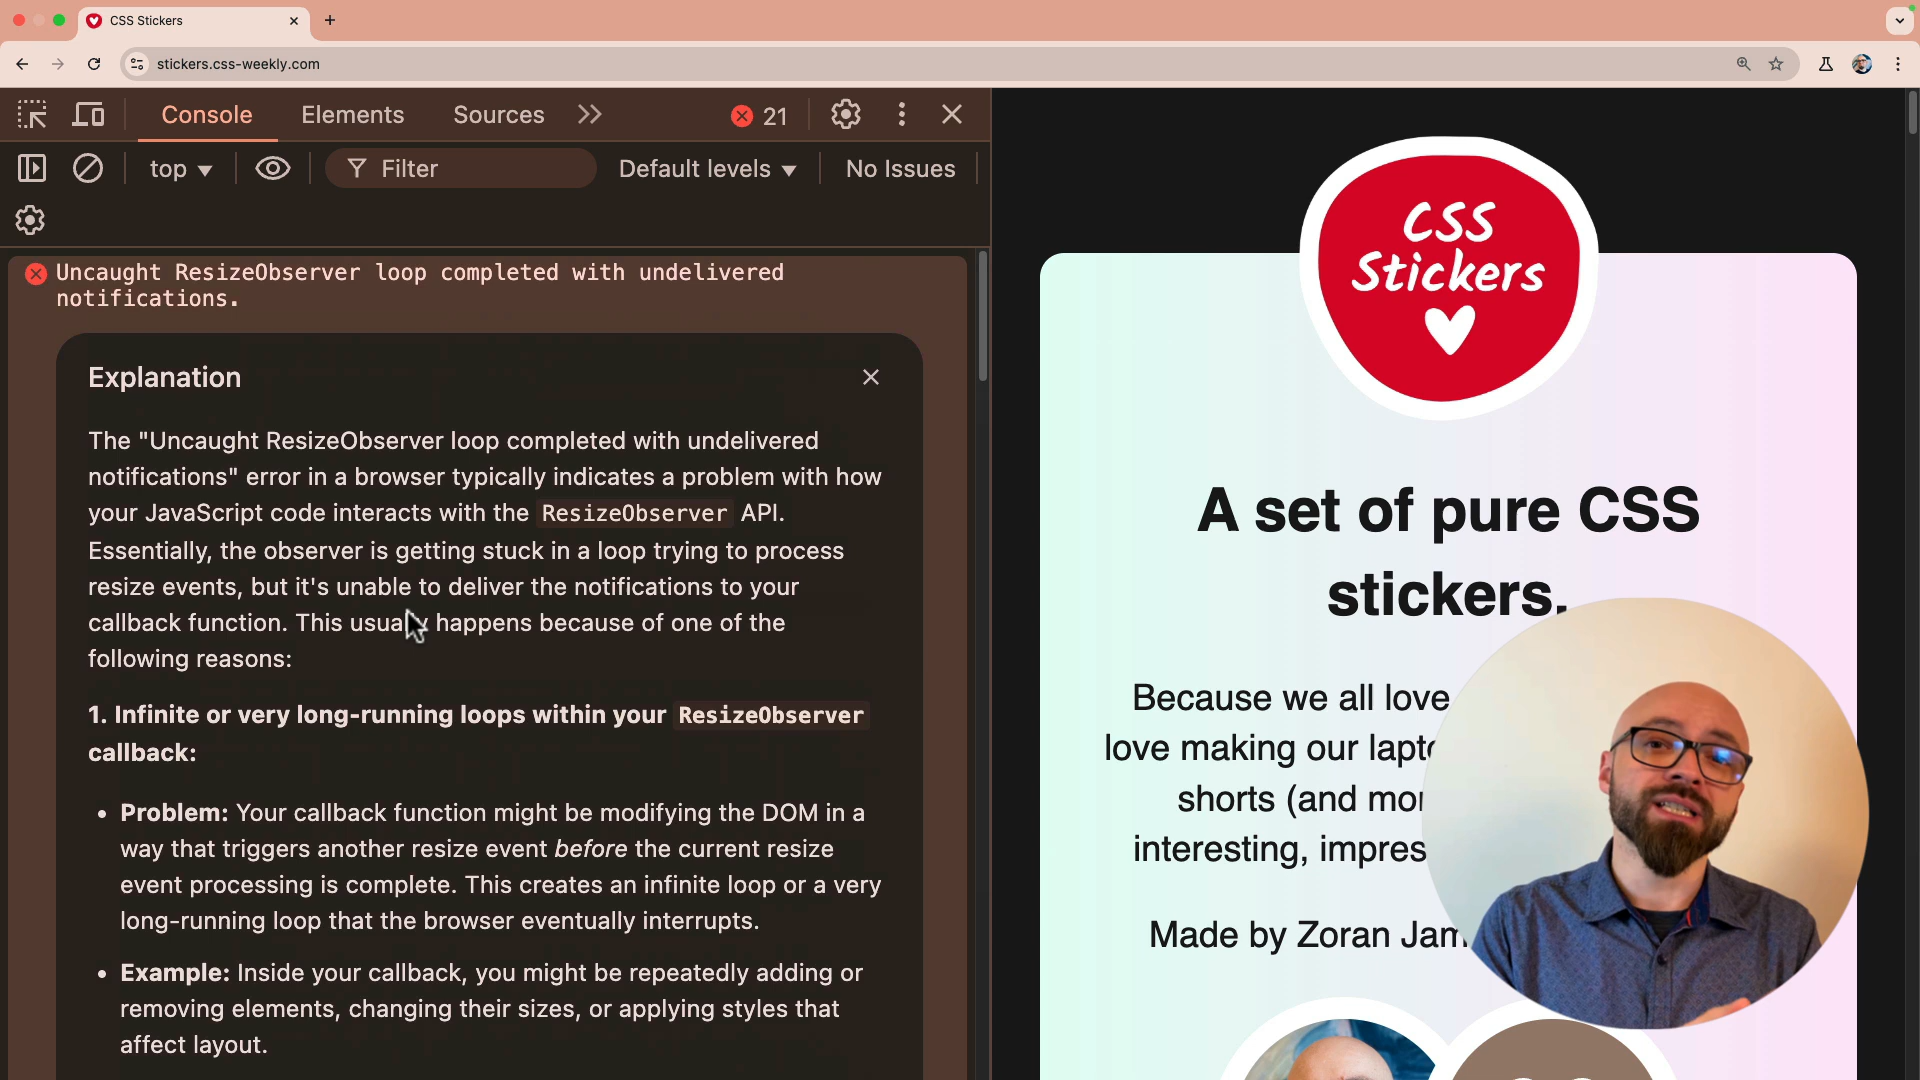 CSS Stickers
stickers.css-weekly.com
Console
Elements
Sources
21
top
Filter
Default levels
No Issues
Uncaught ResizeObserver loop completed with undelivered
notifications.
Explanation
The "Uncaught ResizeObserver loop completed with undelivered
notifications" error in a browser typically indicates a problem with how
your JavaScript code interacts with the ResizeObserver API.
Essentially, the observer is getting stuck in a loop trying to process
resize events, but it's unable to deliver the notifications to your
callback function. This usually happens because of one of the
following reasons:
1. Infinite or very long-running loops within your ResizeObserver
callback:
• Problem: Your callback function might be modifying the DOM in a
way that triggers another resize event before the current resize
event processing is complete. This creates an infinite loop or a very
long-running loop that the browser eventually interrupts.
• Example: Inside your callback, you might be repeatedly adding or
removing elements, changing their sizes, or applying styles that
affect layout.
CSS
Stickers
A set of pure CSS
stickers.
Because we all love
love making our
shorts (and
interesting,
Made by Zoran